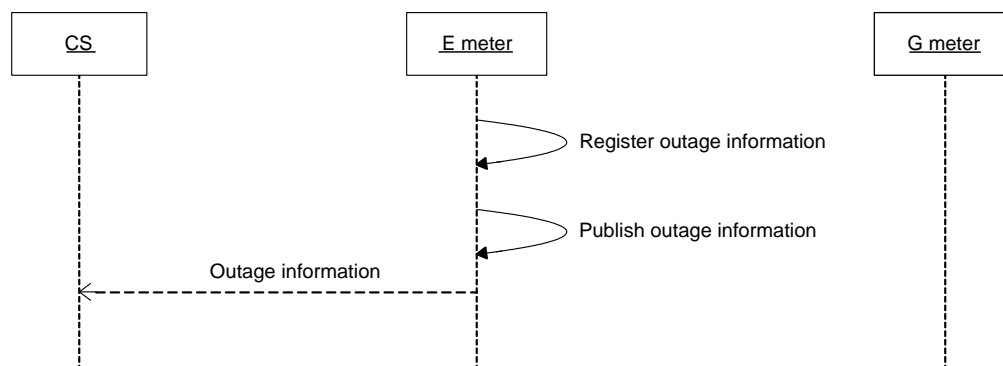 CS
E meter
G meter
Register outage information
Publish outage information
Outage information